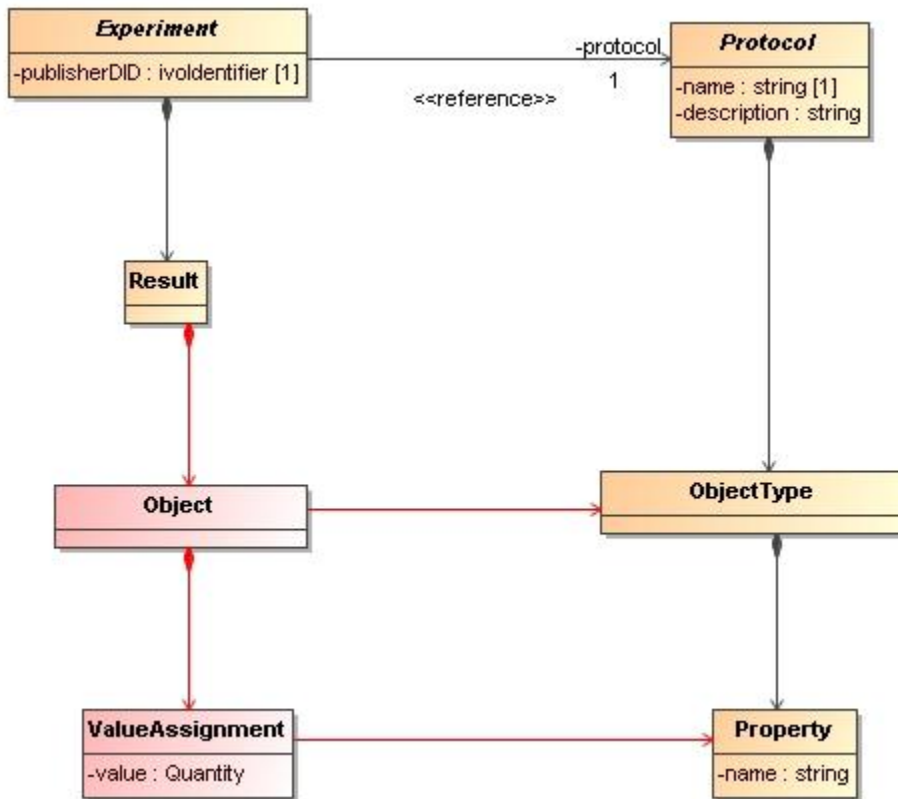 Experiment
-publisherDID : ivoIdentifier [1]
-protocol
1
<<reference>>
Protocol
-name : string [1]
-description : string
Result
Object
ObjectType
ValueAssignment
-value : Quantity
Property
-name : string